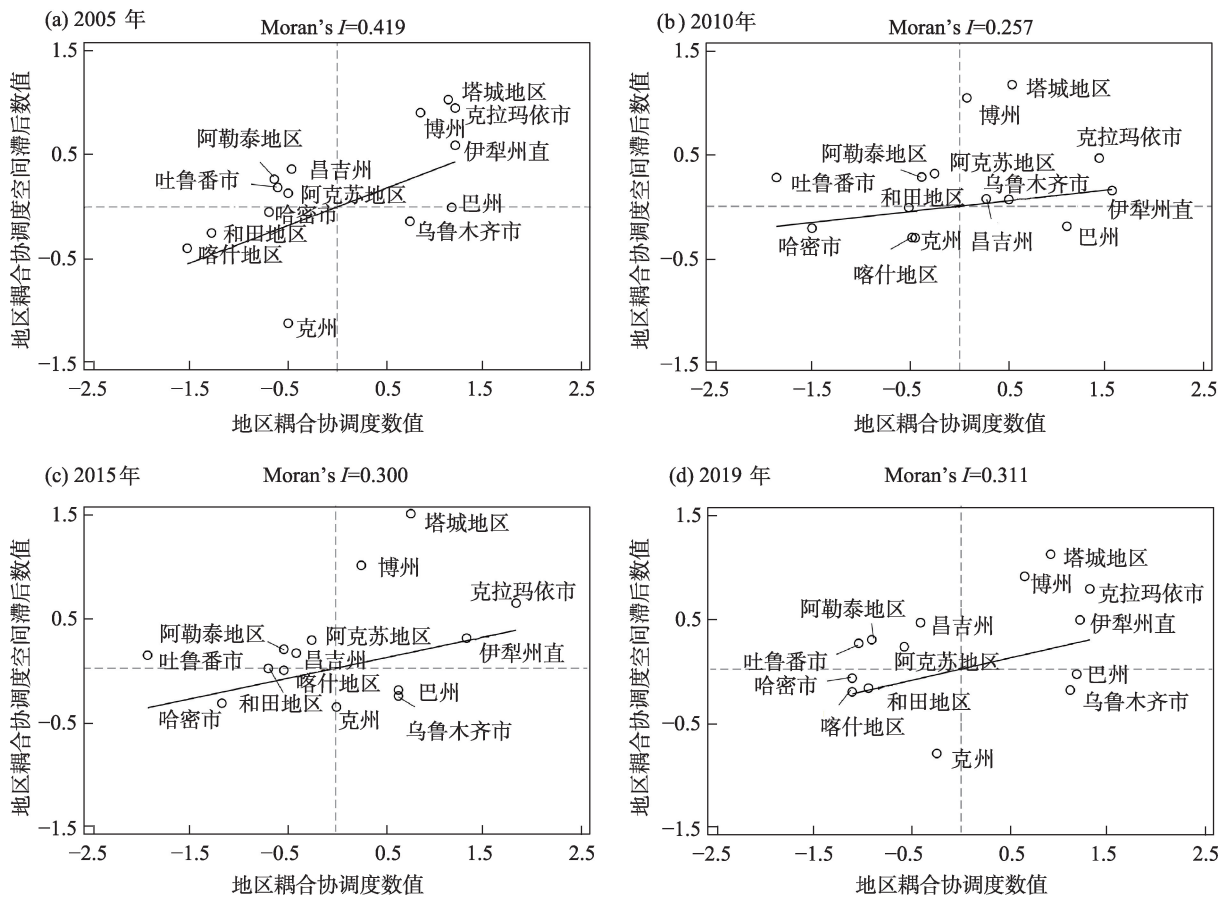 (a) 2005 年
Moran's I=0.419
地区耦合协调度空间滞后数值
1.5
0.5
−0.5
−1.5
塔城地区
克拉玛依市
博州
伊犁州直
阿勒泰地区
昌吉州
吐鲁番市
阿克苏地区
哈密市
巴州
和田地区
乌鲁木齐市
喀什地区
克州
−2.5 −1.5 −0.5 0.5 1.5 2.5
地区耦合协调度数值
(b) 2010年
Moran's I=0.257
地区耦合协调度空间滞后数值
1.5
0.5
−0.5
−1.5
塔城地区
博州
克拉玛依市
阿勒泰地区
阿克苏地区
吐鲁番市
乌鲁木齐市
和田地区
伊犁州直
哈密市
克州
昌吉州
巴州
喀什地区
−2.5 −1.5 −0.5 0.5 1.5 2.5
地区耦合协调度数值
(c) 2015年
Moran's I=0.300
地区耦合协调度空间滞后数值
1.5
0.5
−0.5
−1.5
塔城地区
博州
克拉玛依市
阿勒泰地区
阿克苏地区
吐鲁番市
昌吉州
伊犁州直
喀什地区
巴州
和田地区
哈密市
克州
乌鲁木齐市
−2.5 −1.5 −0.5 0.5 1.5 2.5
地区耦合协调度数值
(d) 2019 年
Moran's I=0.311
地区耦合协调度空间滞后数值
1.5
0.5
−0.5
−1.5
塔城地区
博州
克拉玛依市
阿勒泰地区
昌吉州
伊犁州直
吐鲁番市
阿克苏地区
哈密市
巴州
和田地区
乌鲁木齐市
喀什地区
克州
−2.5 −1.5 −0.5 0.5 1.5 2.5
地区耦合协调度数值